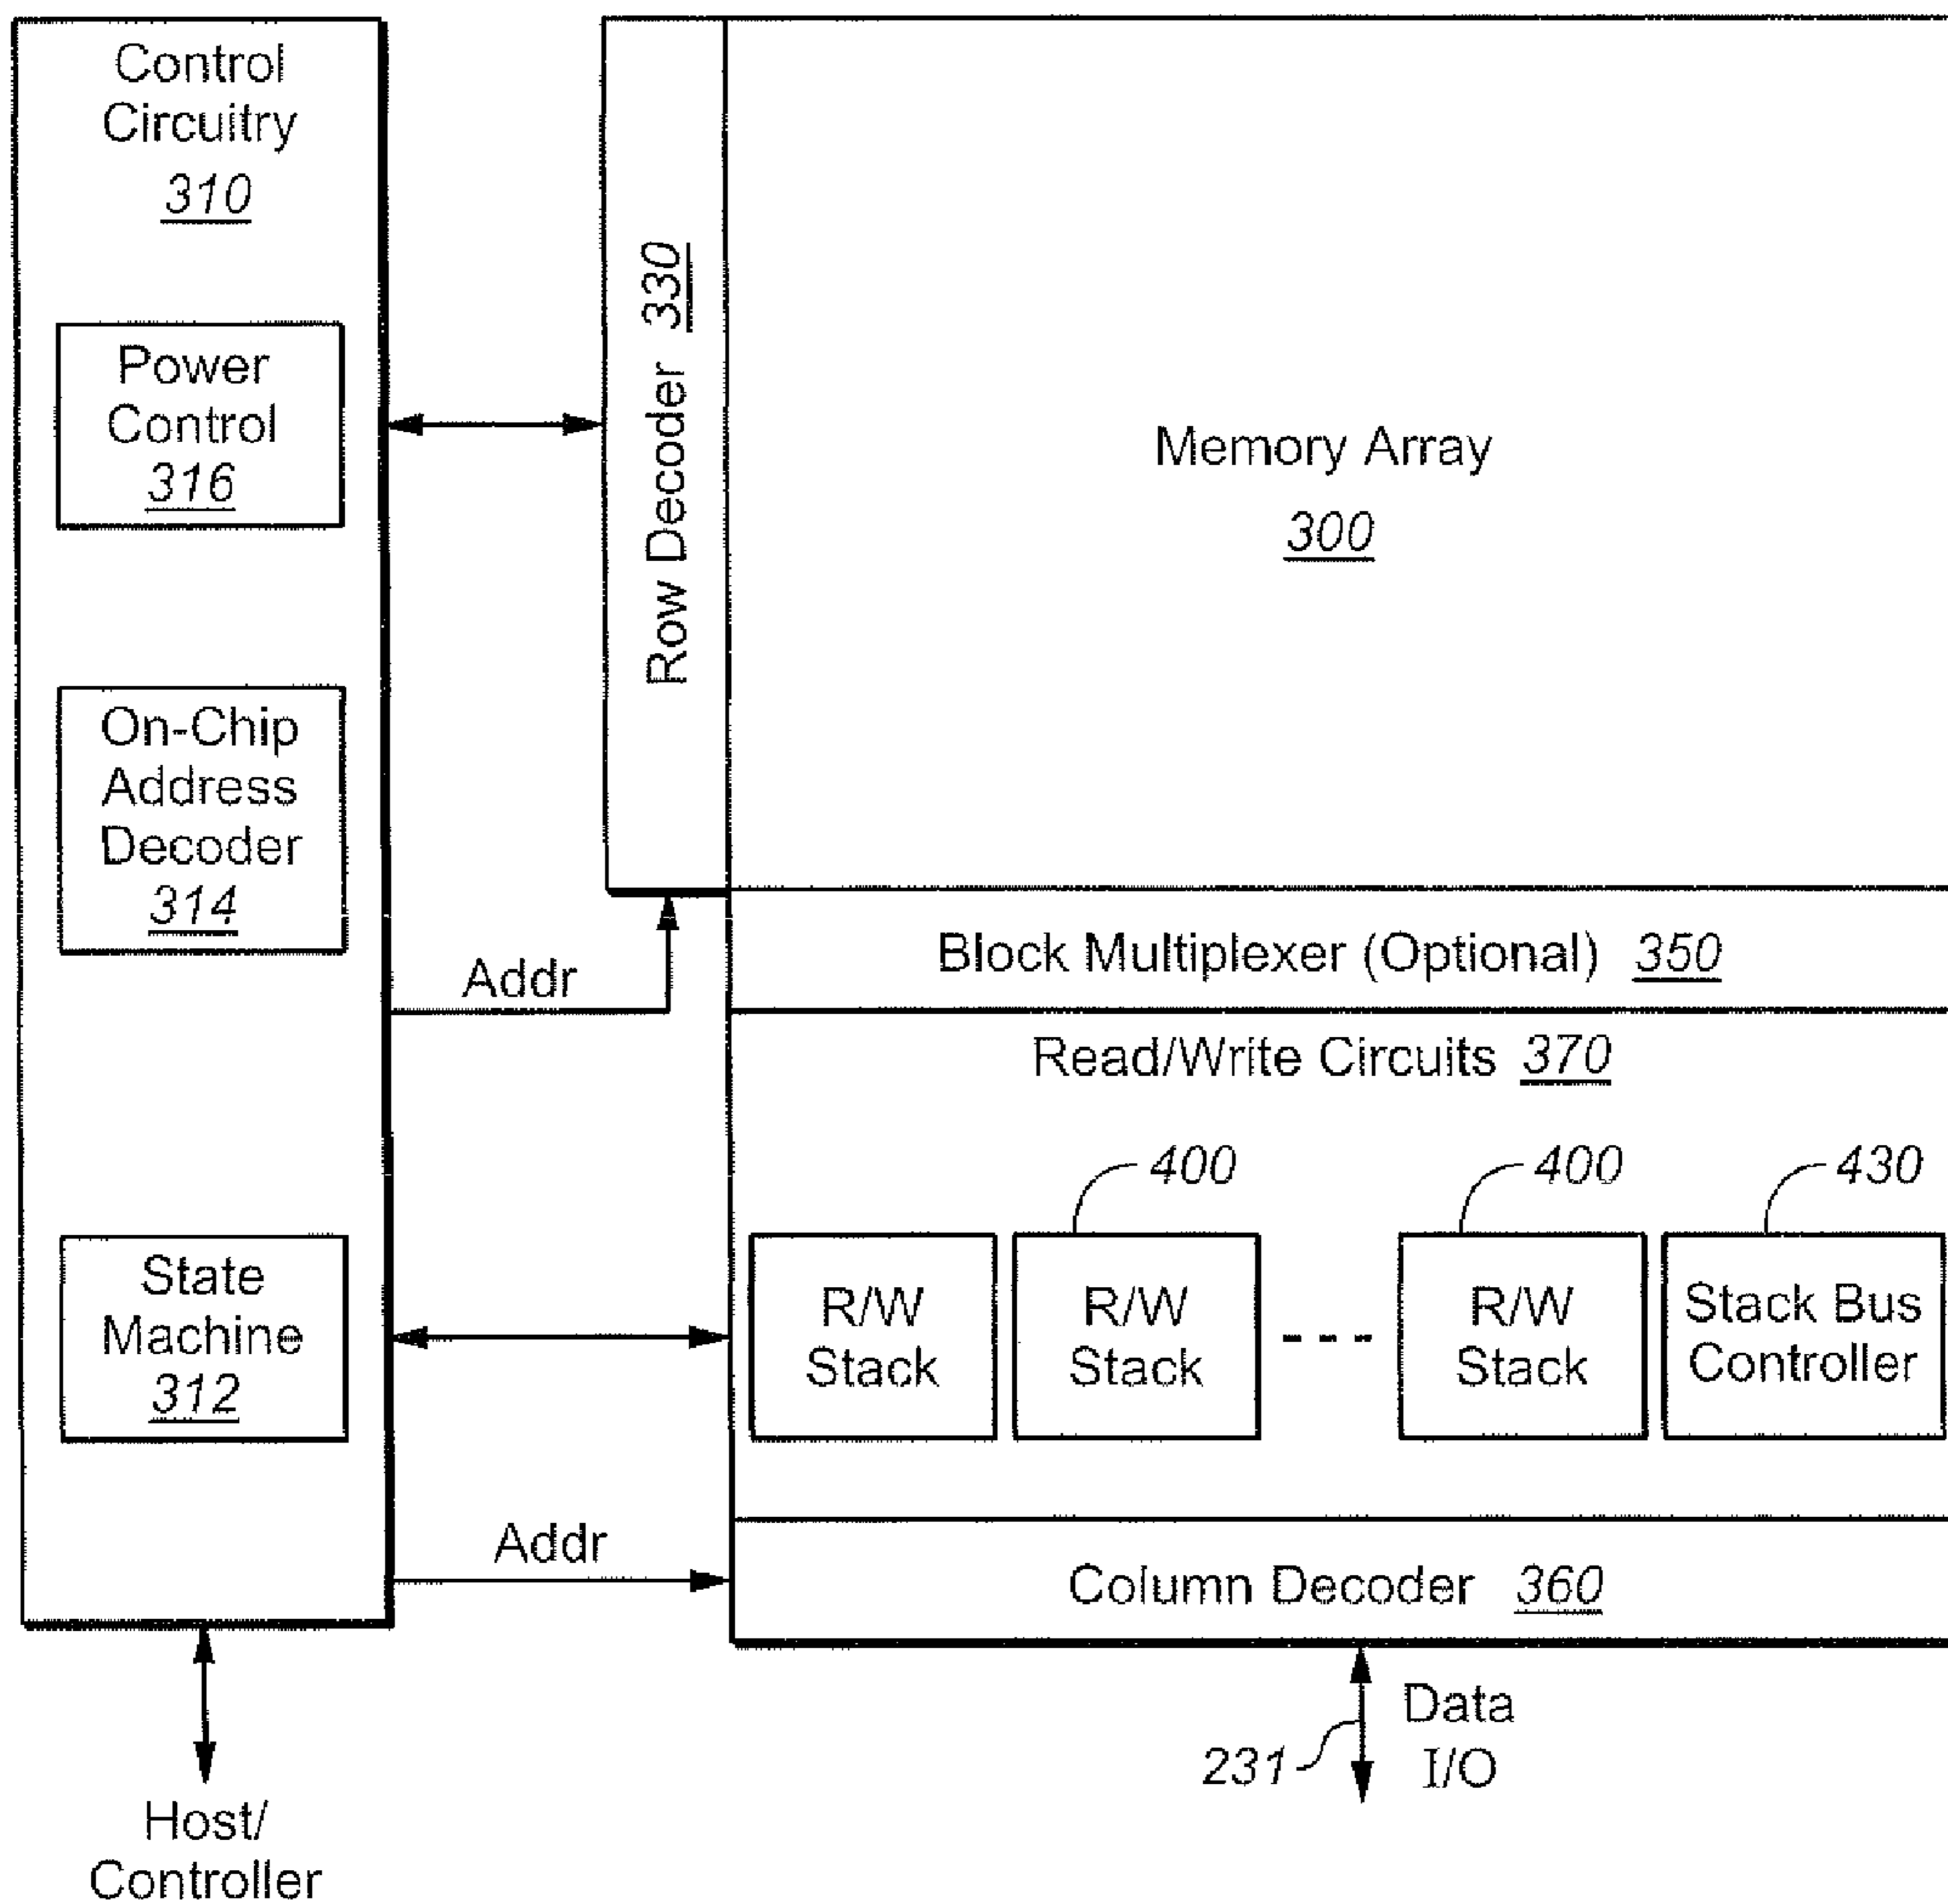 Control
Circuitry
310
Power
Control
316
On-Chip
Address
Decoder
314
State
Machine
312
Host/
Controller
Addr
Addr
Row Decoder 330
Memory Array
300
Block Multiplexer (Optional) 350
Read/Write Circuits 370
400
400
430
R/W
Stack
R/W
Stack
R/W
Stack
Stack Bus
Controller
Column Decoder 360
231
Data
I/O